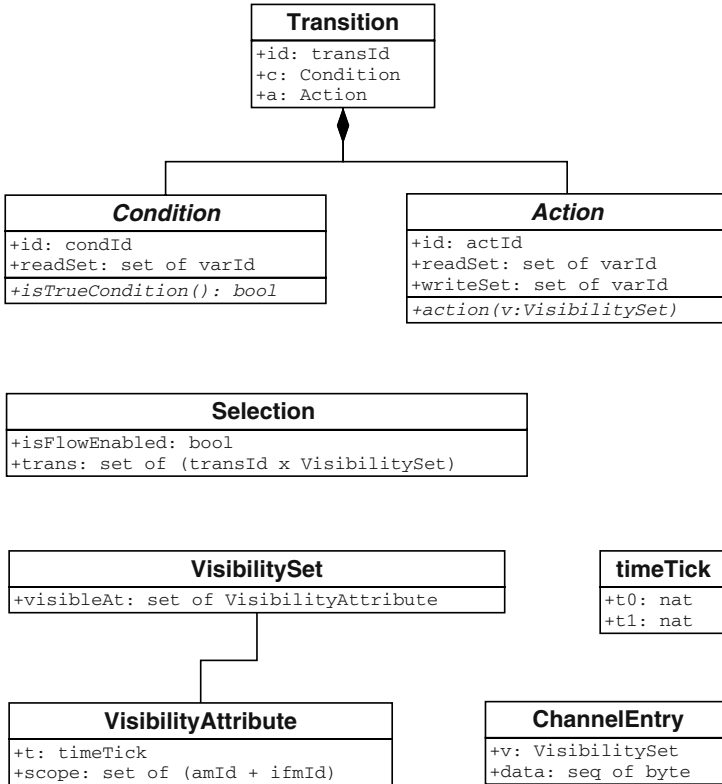 Transition
+id: transId
+c: Condition
+a: Action
Condition
+id: condId
+readSet: set of varId
+isTrueCondition(): bool
Action
+id: actId
+readSet: set of varId
+writeSet: set of varId
+action(v:VisibilitySet)
Selection
+isFlowEnabled: bool
+trans: set of (transId x VisibilitySet)
VisibilitySet
+visibleAt: set of VisibilityAttribute
timeTick
+t0: nat
+t1: nat
VisibilityAttribute
+t: timeTick
+scope: set of (amId + ifmId)
ChannelEntry
+v: VisibilitySet
+data: seq of byte